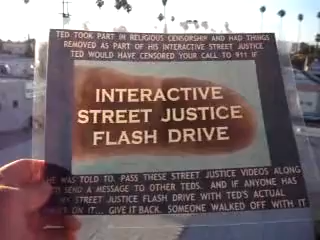 TED TOOK PART IN RELIGIOUS CENSORSHIP AND HAD THINGS
REMOVED AS PART OF HIS INTERACTIVE STREET JUSTICE
TED WOULD HAVE CENSORED YOUR CALL TO 911 IF
INTERACTIVE
STREET JUSTICE
FLASH DRIVE
HE WAS TOLD TO. PASS THESE STREET JUSTICE VIDEOS ALONG
TO SEND A MESSAGE TO OTHER TEDS. AND IF ANYONE HAS
MY STREET JUSTICE FLASH DRIVE WITH TED'S ACTUAL
ON IT... GIVE IT BACK. SOMEONE WALKED OFF WITH IT